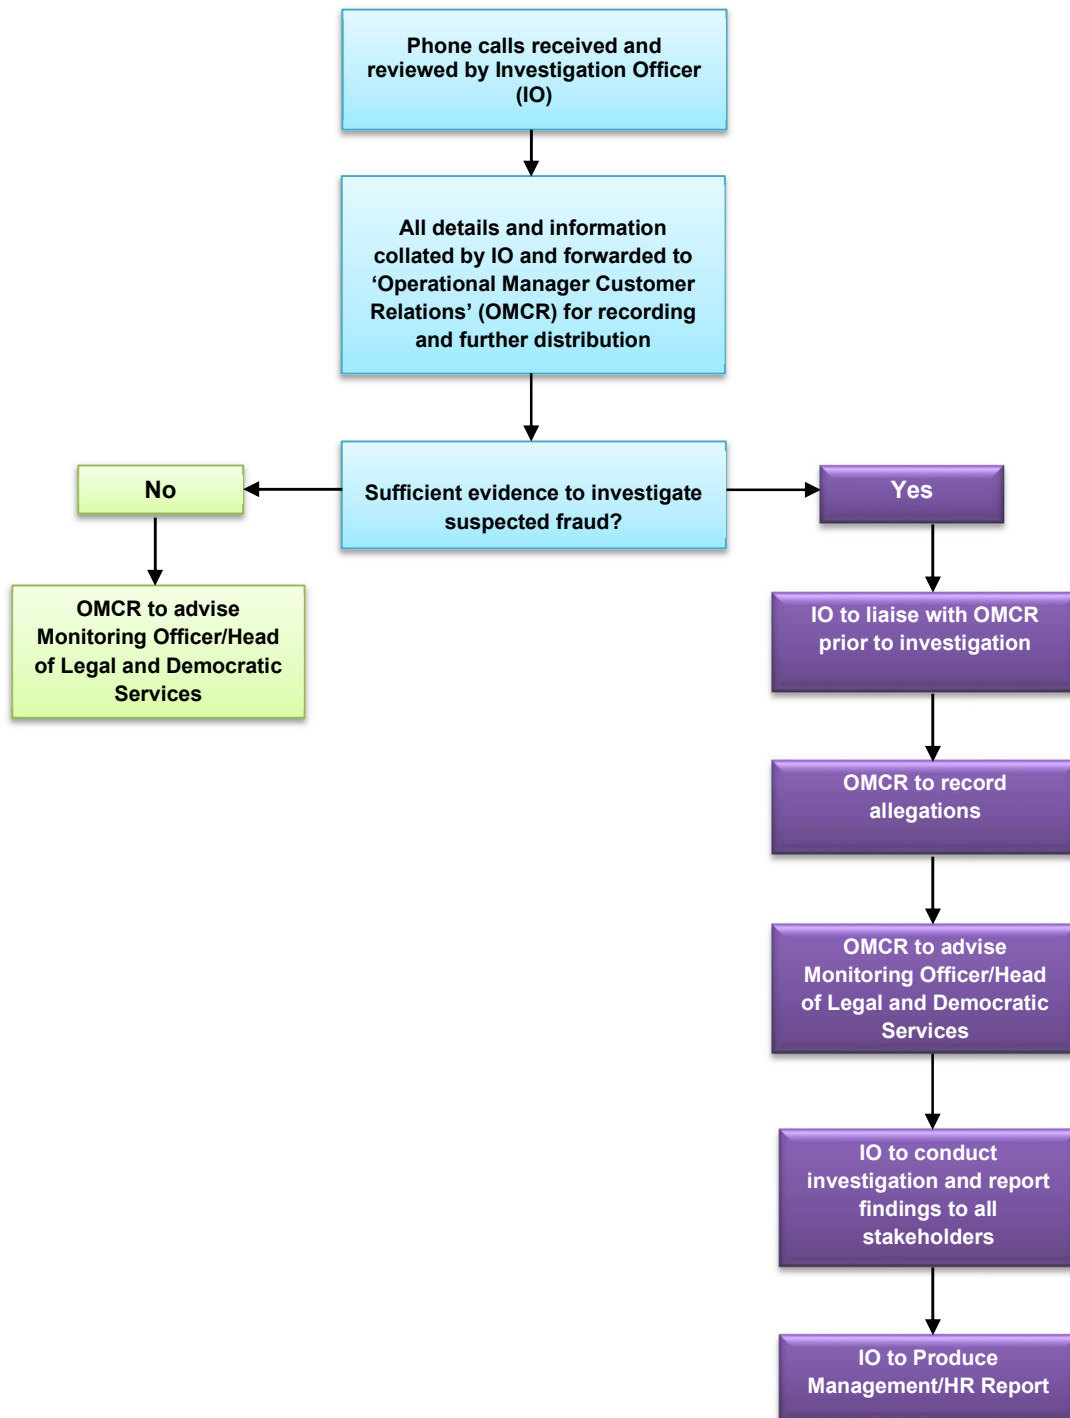 Phone calls received and
reviewed by Investigation Officer
(IO)
All details and information
collated by IO and forwarded to
‘Operational Manager Customer
Relations’ (OMCR) for recording
and further distribution
Sufficient evidence to investigate
suspected fraud?
No
Yes
OMCR to advise
Monitoring Officer/Head
of Legal and Democratic
Services
IO to liaise with OMCR
prior to investigation
OMCR to record
allegations
OMCR to advise
Monitoring Officer/Head
of Legal and Democratic
Services
IO to conduct
investigation and report
findings to all
stakeholders
IO to Produce
Management/HR Report